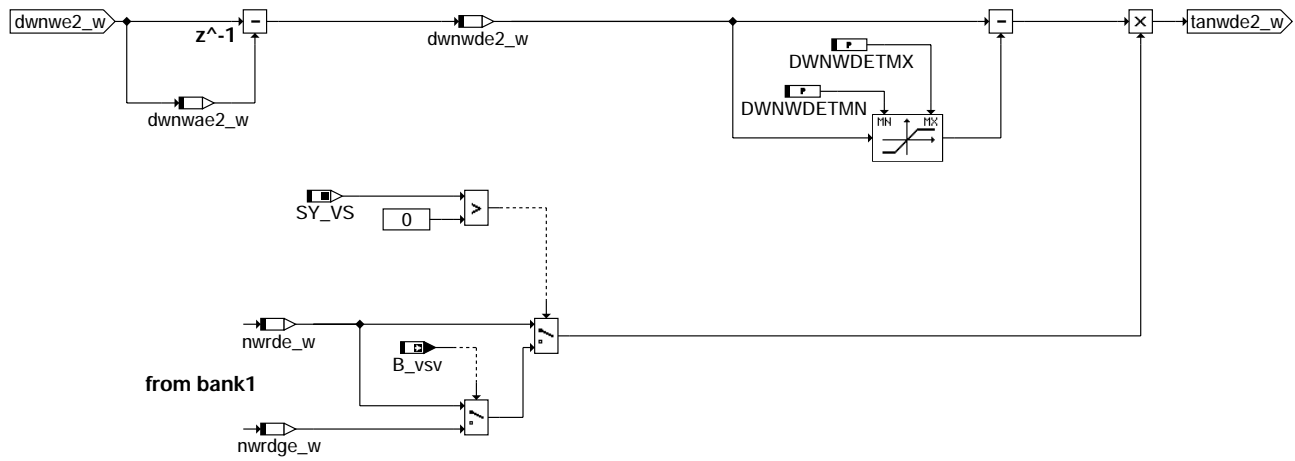 dwnwe2_w
-
z^-1
dwnwae2_w
dwnwde2_w
-
×
tanwde2_w
P
DWNWDETMX
P
DWNWDETMN
MN MX
SY_VS
0
>
nwrde_w
B_vsv
from bank1
nwrdge_w